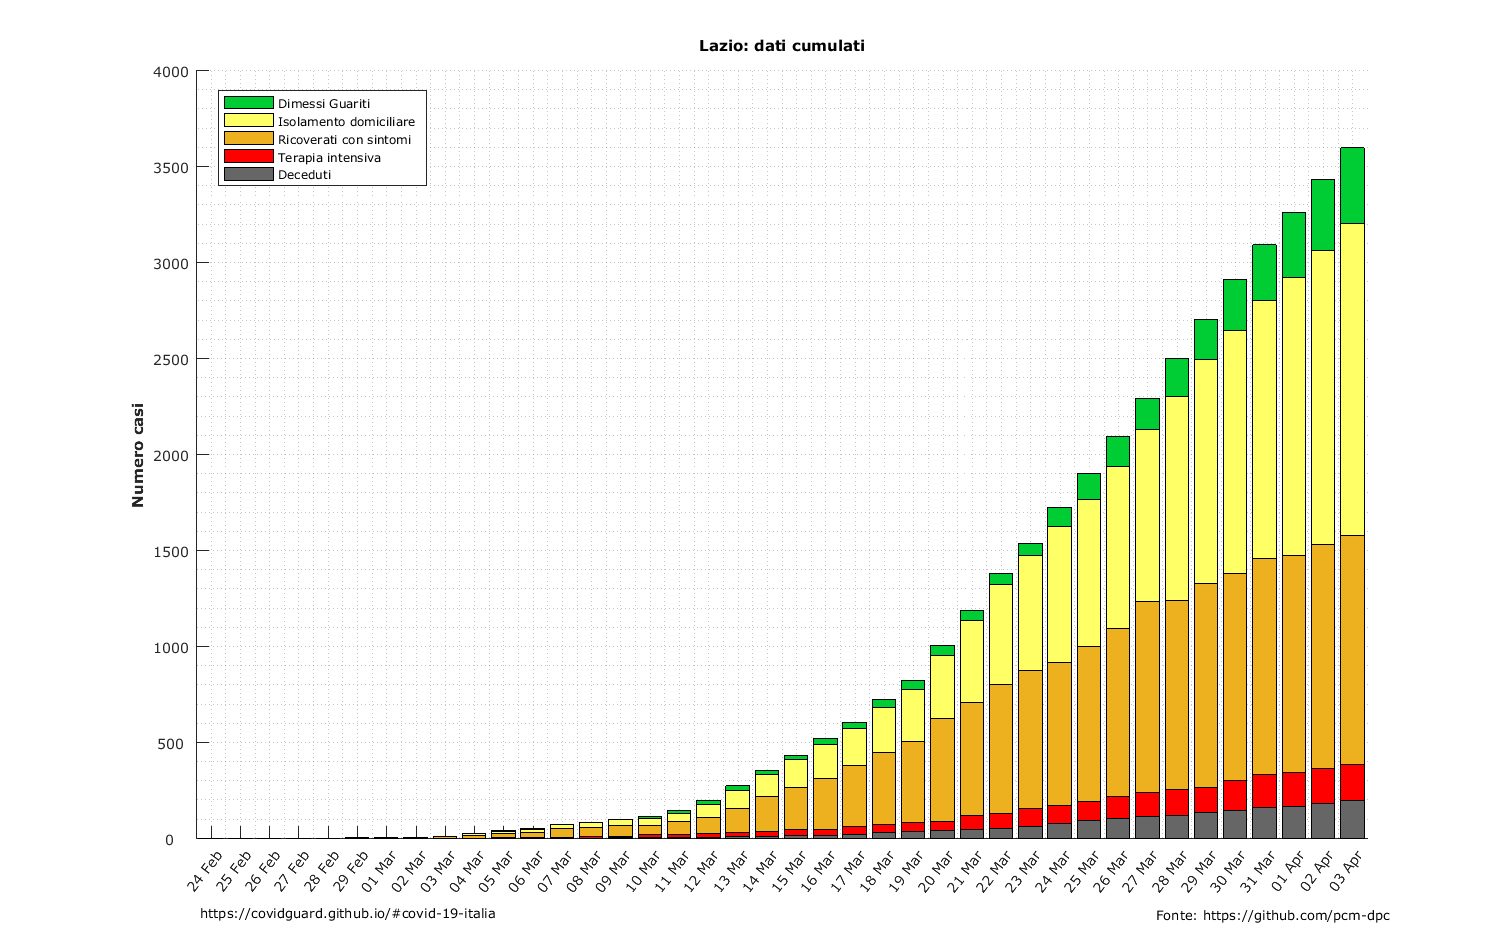 Lazio: dati cumulati
4000
3500
3000
2500
2000
1500
1000
500
0
Numero casi
Dimessi Guariti
Isolamento domiciliare
Ricoverati con sintomi
Terapia intensiva
Deceduti
24 Feb
25 Feb
26 Feb
27 Feb
28 Feb
29 Feb
01 Mar
02 Mar
03 Mar
04 Mar
05 Mar
06 Mar
07 Mar
08 Mar
09 Mar
10 Mar
11 Mar
12 Mar
13 Mar
14 Mar
15 Mar
16 Mar
17 Mar
18 Mar
19 Mar
20 Mar
21 Mar
22 Mar
23 Mar
24 Mar
25 Mar
26 Mar
27 Mar
28 Mar
29 Mar
30 Mar
31 Mar
01 Apr
02 Apr
03 Apr
https://covidguard.github.io/#covid-19-italia
Fonte: https://github.com/pcm-dpc